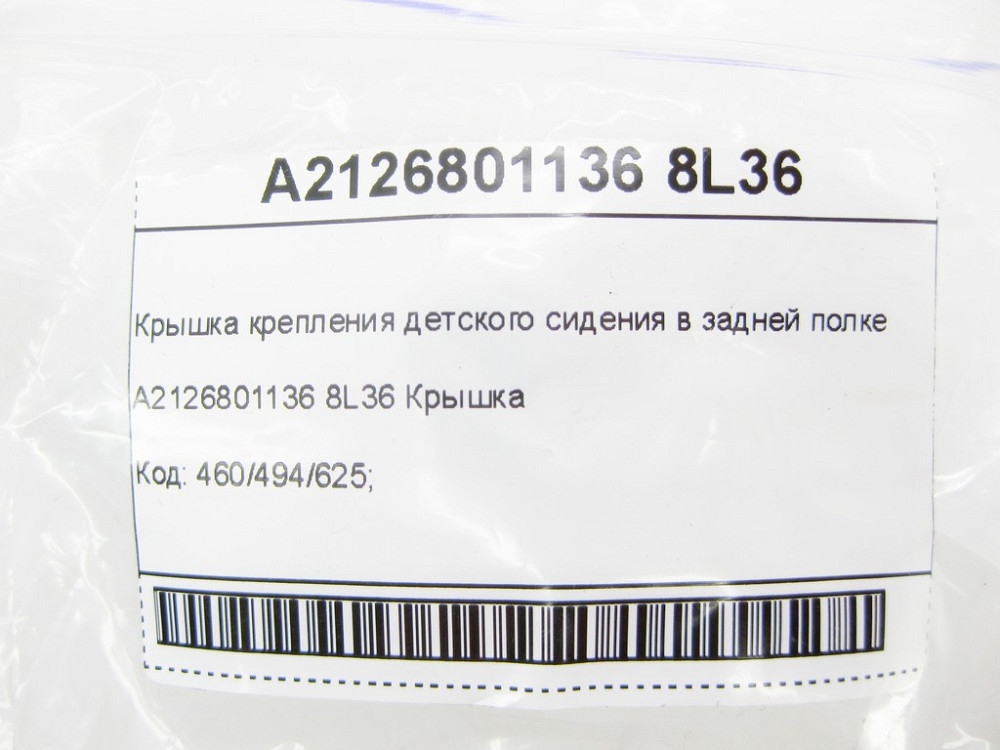 A2126801136 8L36
Крышка крепления детского сидения в задней полке
A2126801136 8L36 Крышка
Код: 460/494/625;